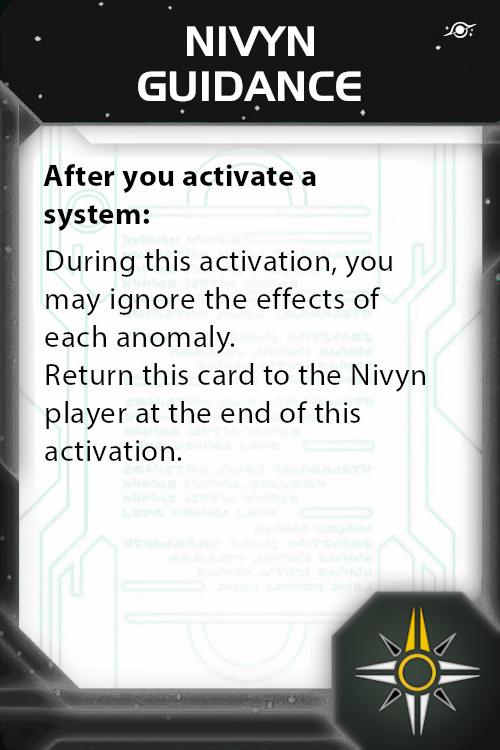 NIVYN
GUIDANCE
After you activate a
system:
During this activation, you
may ignore the effects of
each anomaly.
Return this card to the Nivyn
player at the end of this
activation.